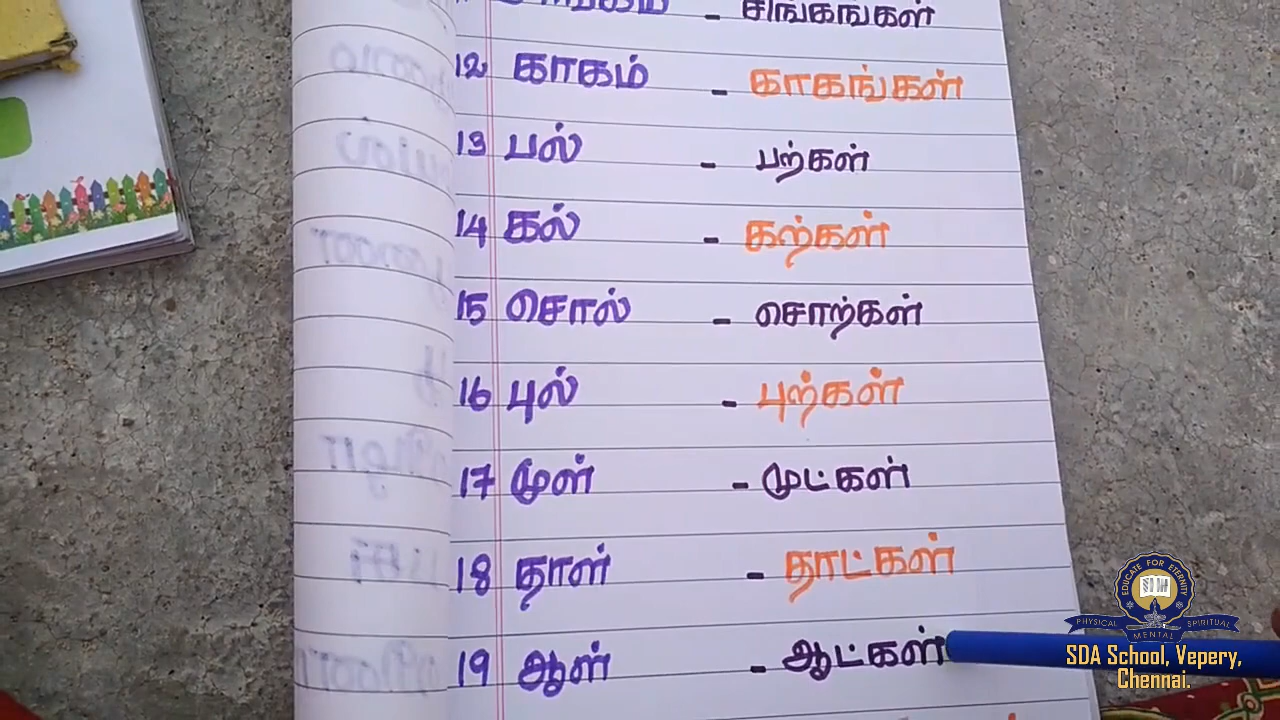 சிங்கங்கள்
12 காகம் - காகங்கள்
13 பல் - பற்கள்
14 கல் - கற்கள்
15 சொல் - சொற்கள்
16 புல் - புற்கள்
17 முள் - முட்கள்
18 தாள் - தாட்கள்
19 ஆள் - ஆட்கள்
EDUCATE FOR ETERNITY
PHYSICAL MENTAL SPIRITUAL
SDA School, Vepery,
Chennai.